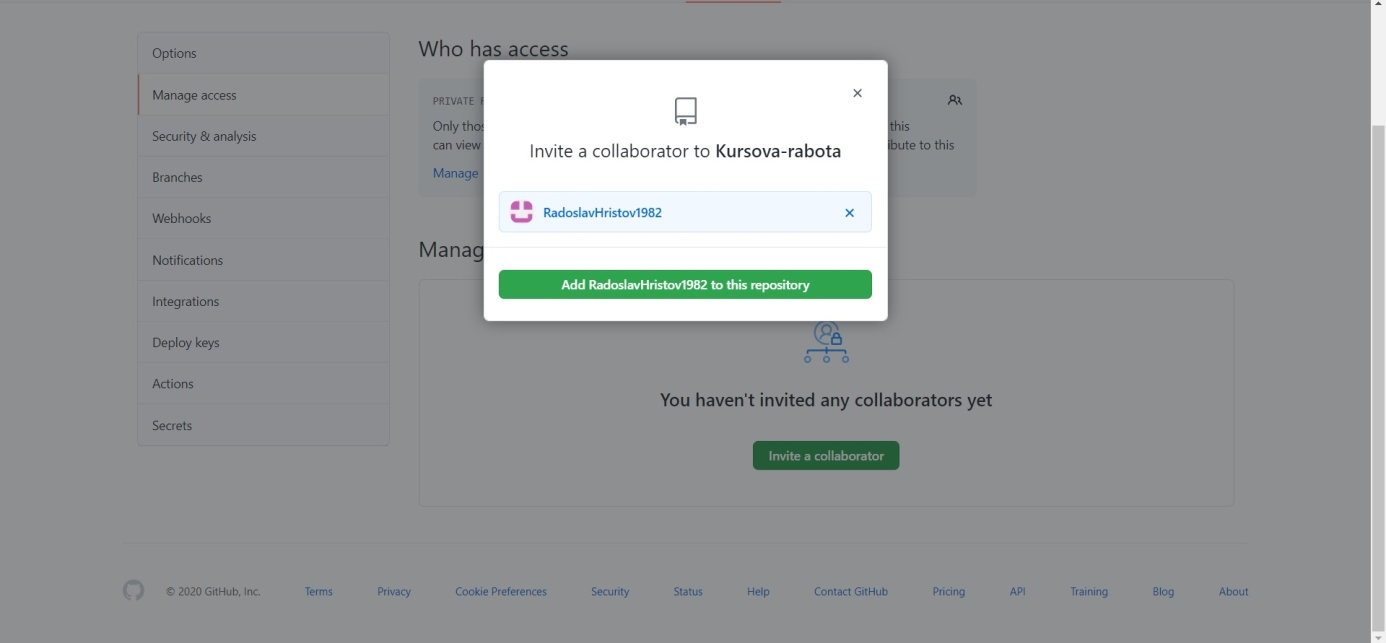 Options
Manage access
Security & analysis
Branches
Webhooks
Notifications
Integrations
Deploy keys
Actions
Secrets
Who has access
PRIVATE
Only
can view
Manage
this
to this
Invite a collaborator to Kursova-rabota
RadoslavHristov1982
Add RadoslavHristov1982 to this repository
You haven't invited any collaborators yet
Invite a collaborator
© 2020 GitHub, Inc. Terms Privacy Cookie Preferences Security Status Help Contact GitHub Pricing API Training Blog About